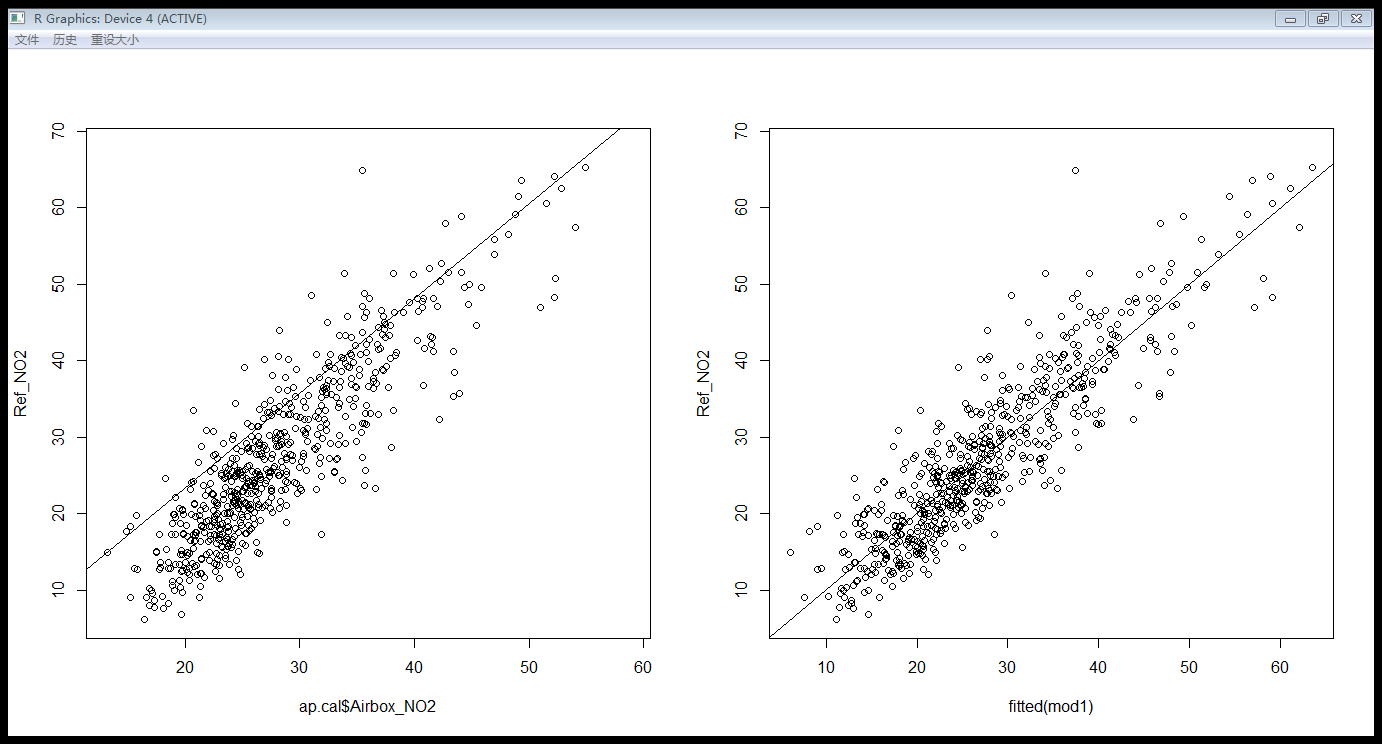 R Graphics: Device 4 (ACTIVE)
文件 历史 重设大小
70
60
50
40
30
20
10
Ref_NO2
20 30 40 50 60
ap.cal$Airbox_NO2
70
60
50
40
30
20
10
Ref_NO2
10 20 30 40 50 60
fitted(mod1)